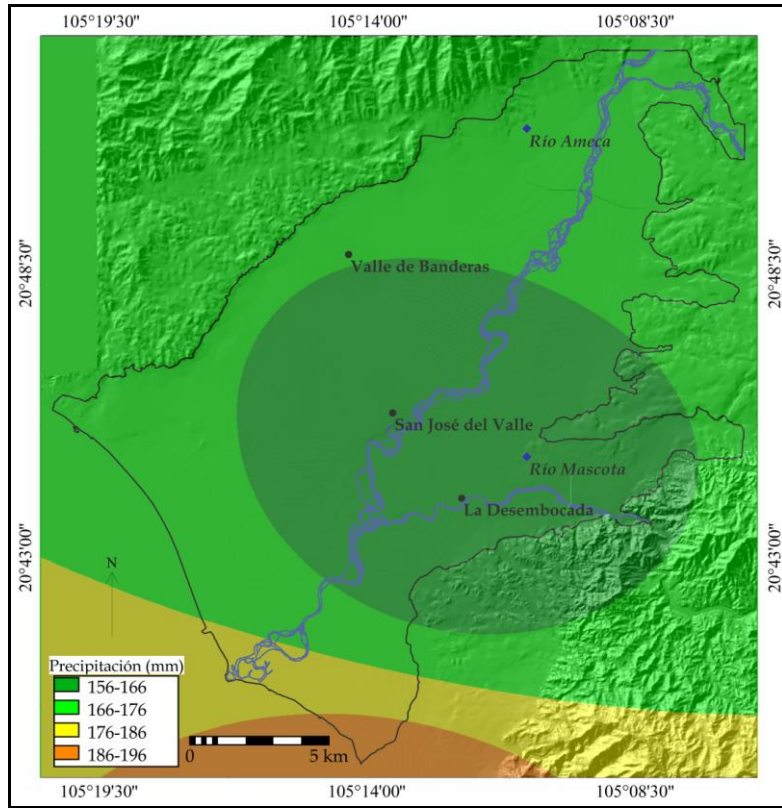 105°19'30" 105°14'00" 105°08'30"
Río Ameca
20°48'30" 20°48'30"
Valle de Banderas
San José del Valle
Río Mascota
La Desembocada
20°43'00" 20°43'00"
N
Precipitación (mm)
156-166
166-176
176-186
186-196
0 5 km
105°19'30" 105°14'00" 105°08'30"